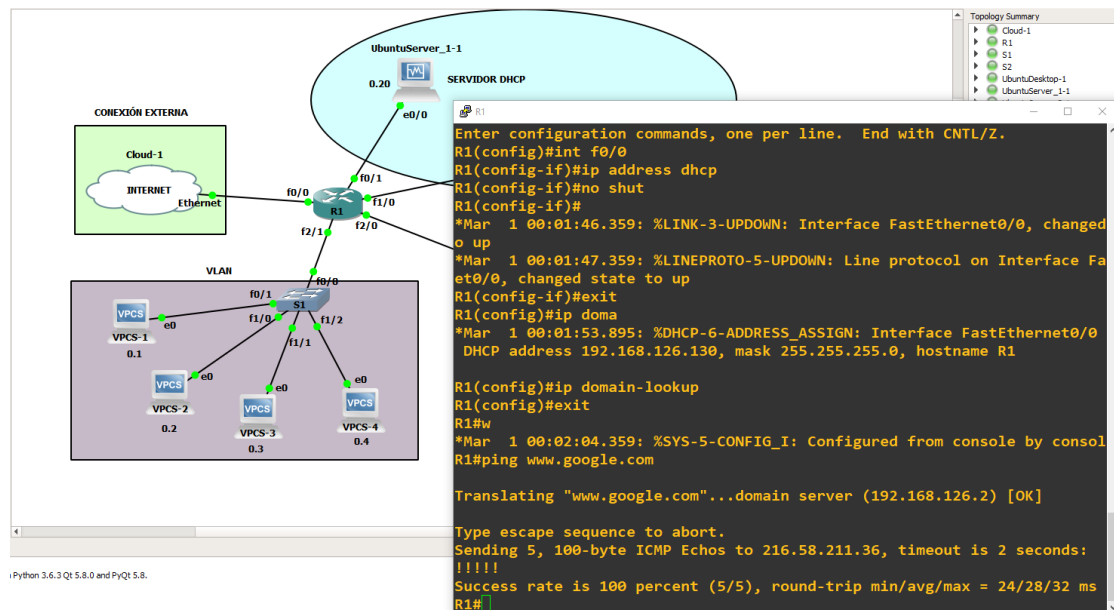 Topology Summary
Cloud-1
R1
S1
S2
UbuntuDesktop-1
UbuntuServer_1-1
UbuntuServer_1-1
0.20
SERVIDOR DHCP
e0/0
CONEXIÓN EXTERNA
Cloud-1
INTERNET
Ethernet
f0/0
f0/1
R1
f1/0
f2/0
f2/1
VLAN
f0/0
f0/1
S1
f1/0
f1/2
f1/1
VPCS
e0
VPCS-1
0.1
VPCS
e0
VPCS-2
0.2
VPCS
e0
VPCS-3
0.3
VPCS
e0
VPCS-4
0.4
Python 3.6.3 Qt 5.8.0 and PyQt 5.8.
R1
Enter configuration commands, one per line.  End with CNTL/Z.
R1(config)#int f0/0
R1(config-if)#ip address dhcp
R1(config-if)#no shut
R1(config-if)#
*Mar  1 00:01:46.359: %LINK-3-UPDOWN: Interface FastEthernet0/0, changed
o up
*Mar  1 00:01:47.359: %LINEPROTO-5-UPDOWN: Line protocol on Interface Fa
et0/0, changed state to up
R1(config-if)#exit
R1(config)#ip doma
*Mar  1 00:01:53.895: %DHCP-6-ADDRESS_ASSIGN: Interface FastEthernet0/0
DHCP address 192.168.126.130, mask 255.255.255.0, hostname R1
R1(config)#ip domain-lookup
R1(config)#exit
R1#w
*Mar  1 00:02:04.359: %SYS-5-CONFIG_I: Configured from console by consol
R1#ping www.google.com
Translating "www.google.com"...domain server (192.168.126.2) [OK]
Type escape sequence to abort.
Sending 5, 100-byte ICMP Echos to 216.58.211.36, timeout is 2 seconds:
!!!!!
Success rate is 100 percent (5/5), round-trip min/avg/max = 24/28/32 ms
R1#